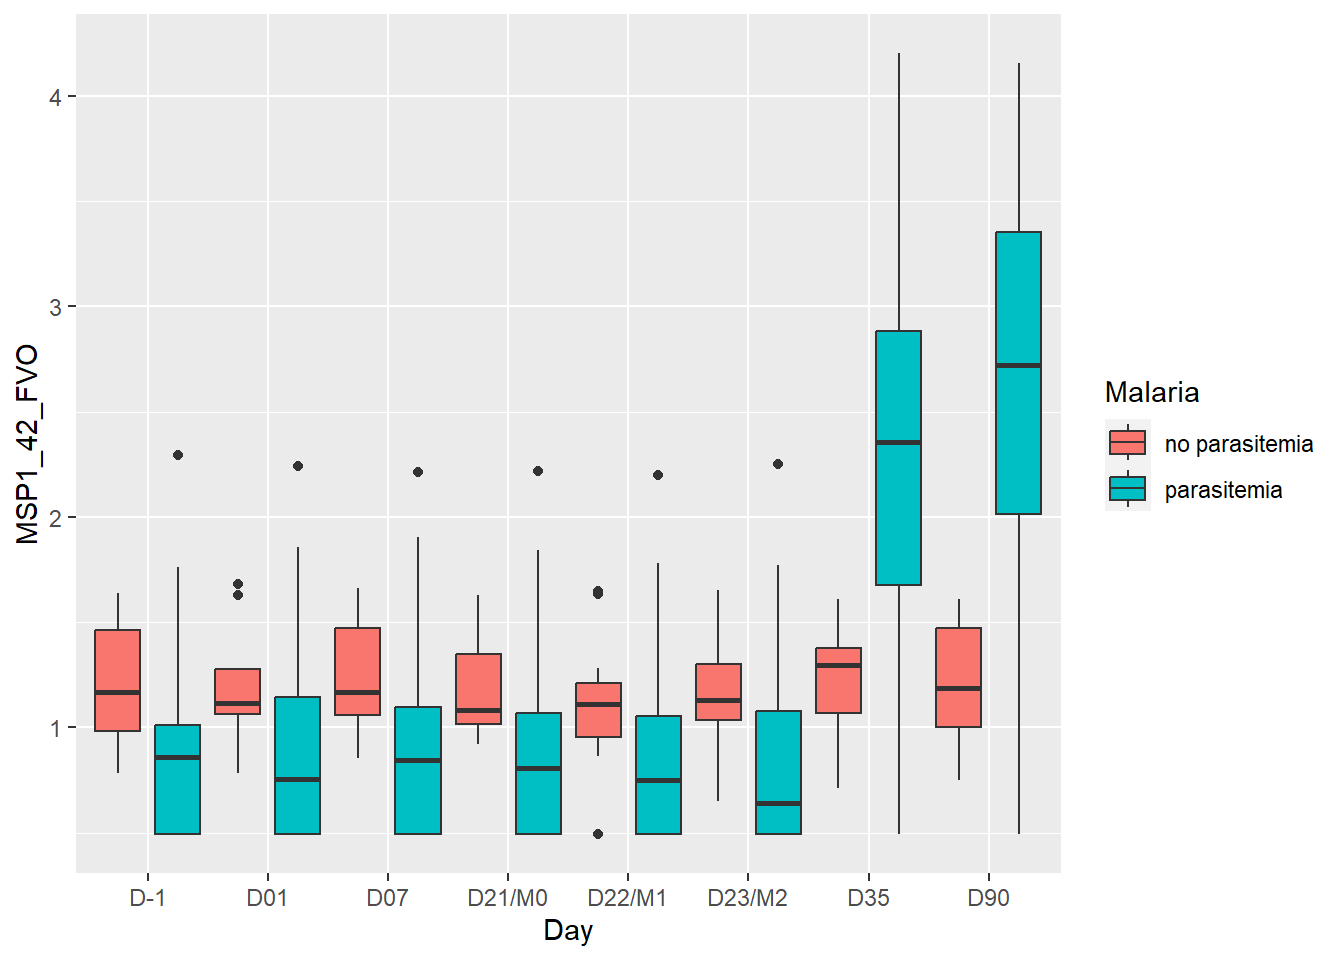 MSP1_42_FVO
4
3
2
1
D-1 D01 D07 D21/M0 D22/M1 D23/M2 D35 D90
Day
Malaria
no parasitemia
parasitemia